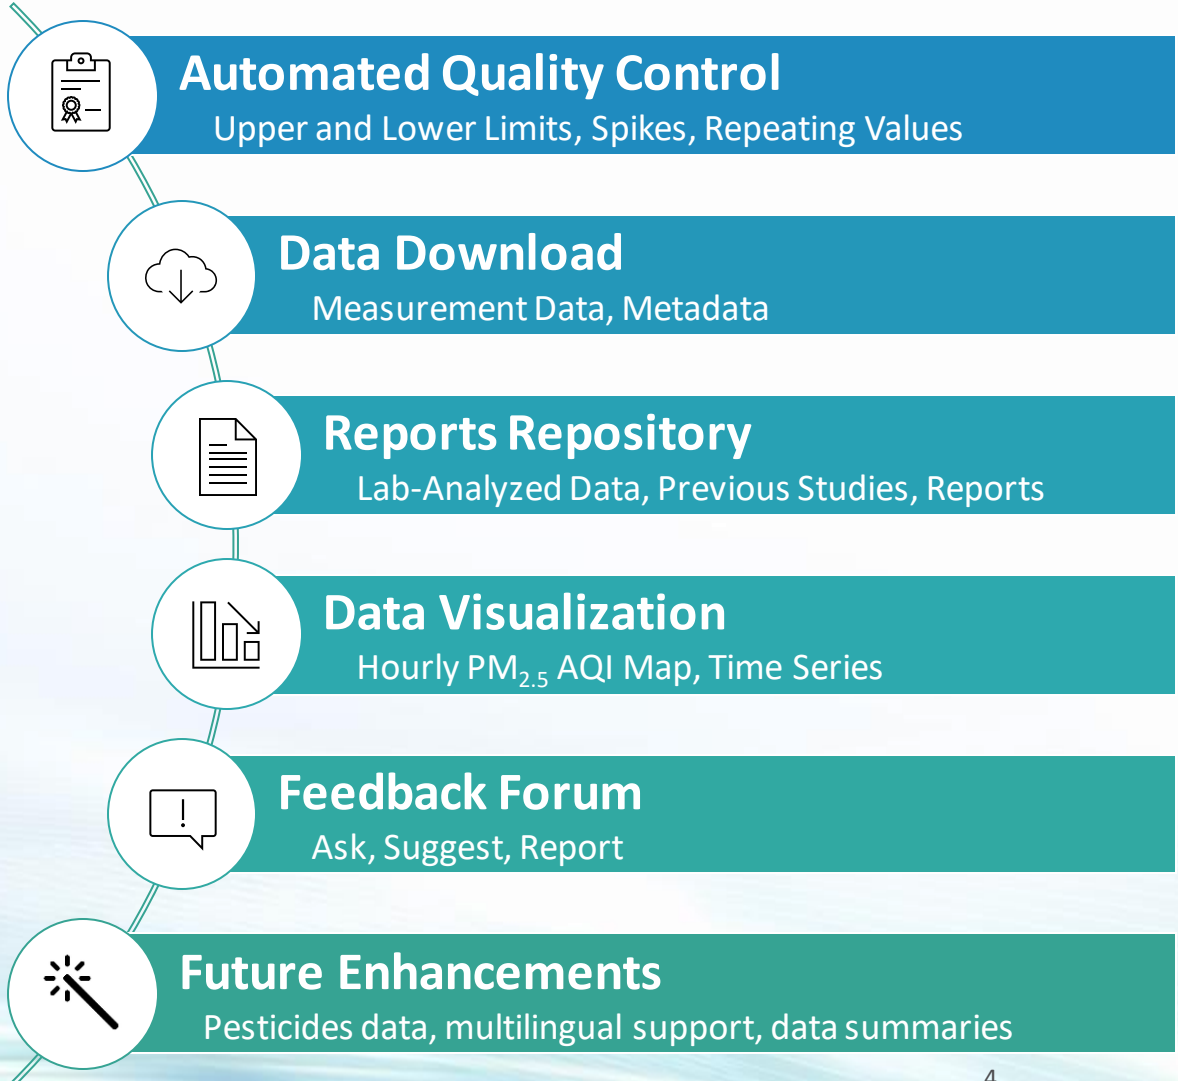 Automated Quality Control
Upper and Lower Limits, Spikes, Repeating Values
Data Download
Measurement Data, Metadata
Reports Repository
Lab-Analyzed Data, Previous Studies, Reports
Data Visualization
Hourly PM2.5 AQI Map, Time Series
!
Feedback Forum
Ask, Suggest, Report
Future Enhancements
Pesticides data, multilingual support, data summaries
4